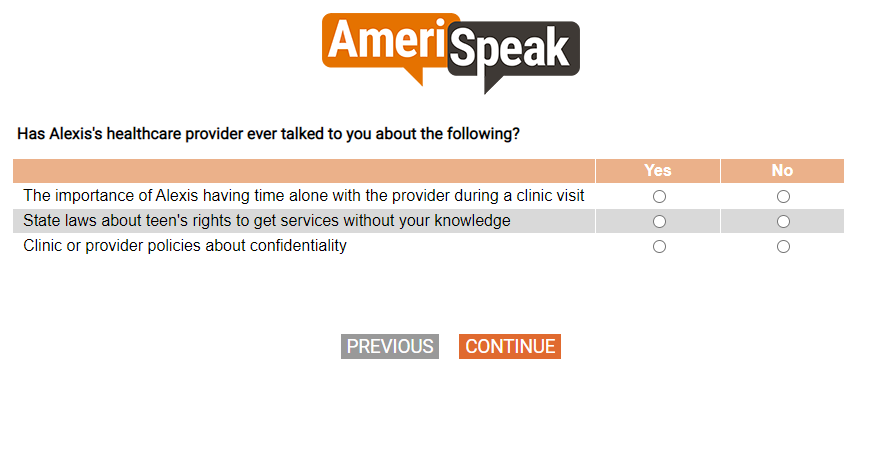 AmeriSpeak
Has Alexis's healthcare provider ever talked to you about the following?
Yes No
The importance of Alexis having time alone with the provider during a clinic visit
State laws about teen's rights to get services without your knowledge
Clinic or provider policies about confidentiality
PREVIOUS CONTINUE